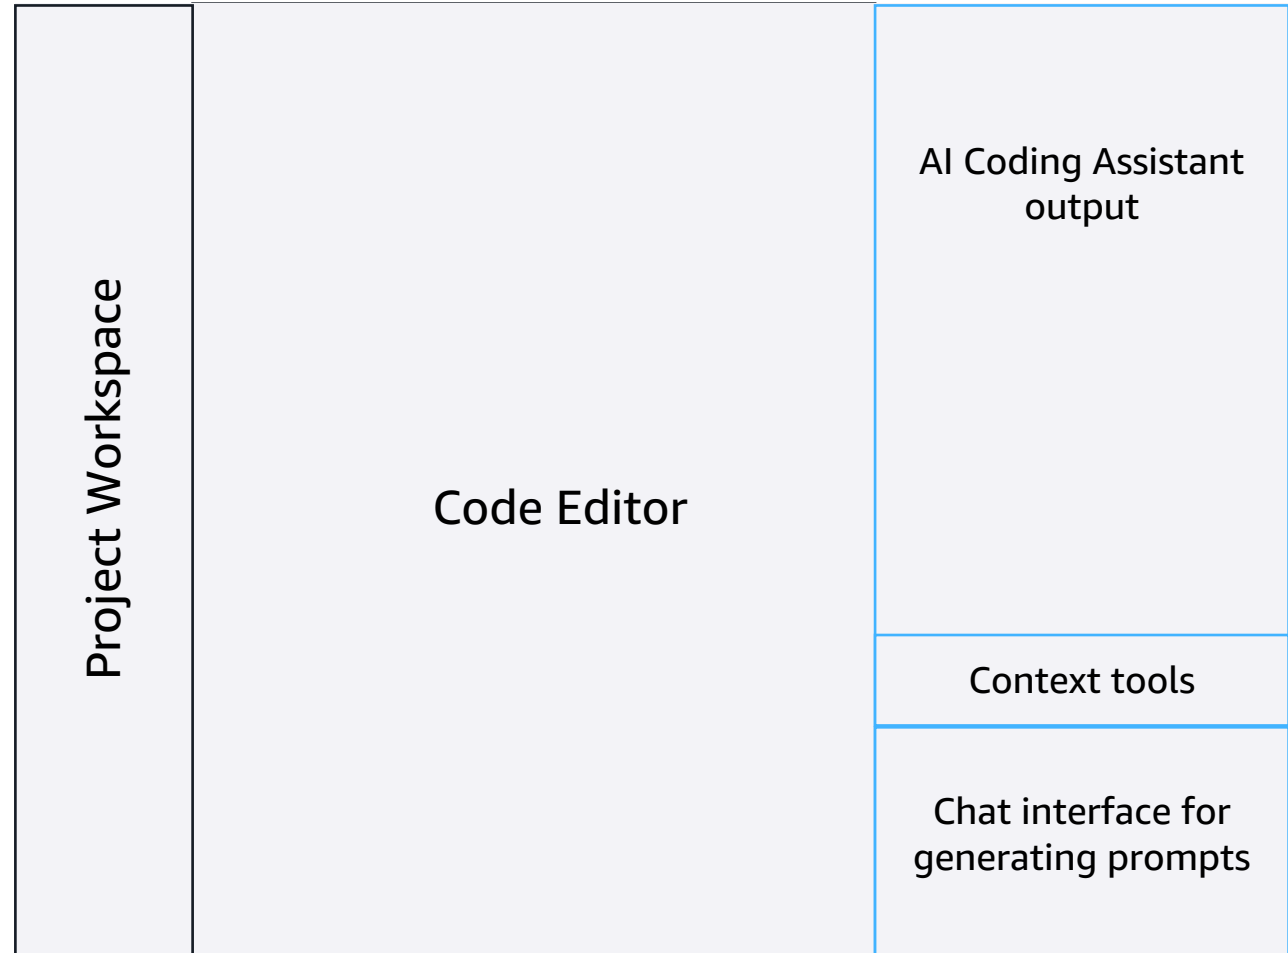 Project Workspace
Code Editor
AI Coding Assistant
output
Context tools
Chat interface for
generating prompts